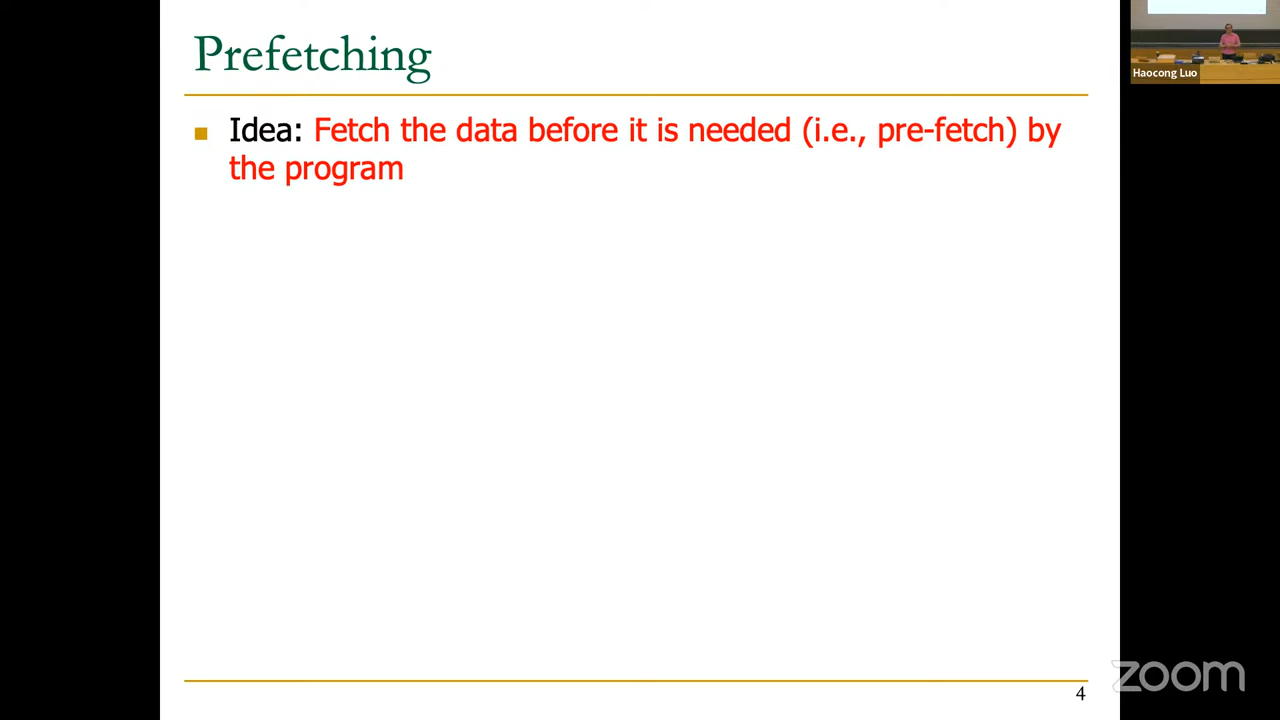 Prefetching
Haocong Luo
Idea: Fetch the data before it is needed (i.e., pre-fetch) by
the program
4
zoom